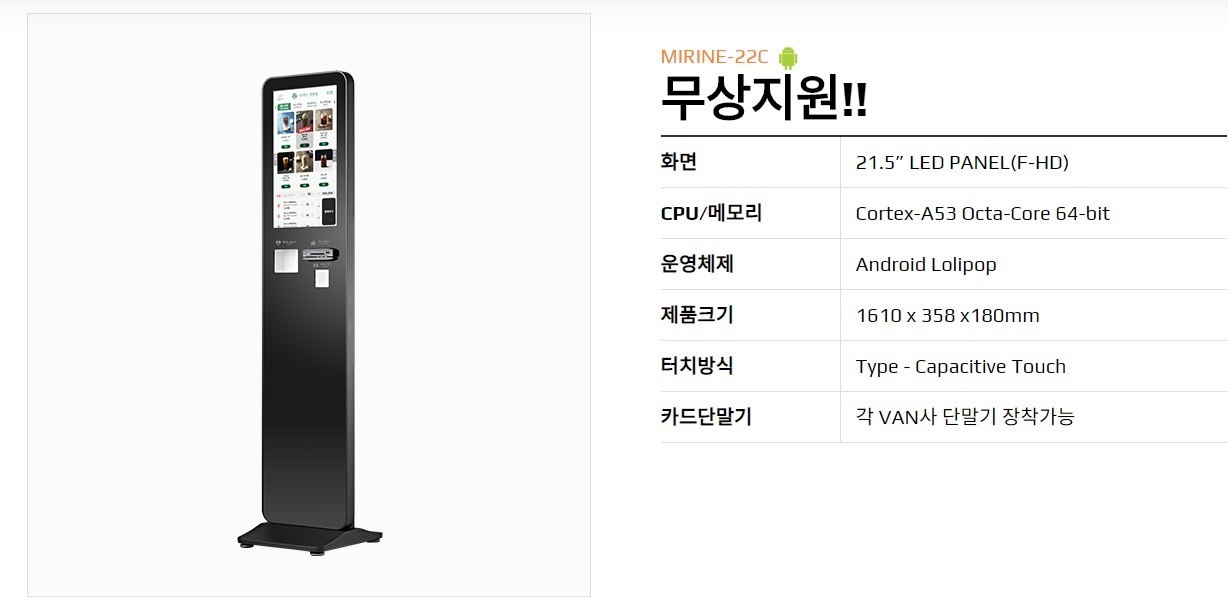 MIRINE-22C
무상지원!!
화면 21.5” LED PANEL(F-HD)
CPU/메모리 Cortex-A53 Octa-Core 64-bit
운영체제 Android Lolipop
제품크기 1610 x 358 x180mm
터치방식 Type - Capacitive Touch
카드단말기 각 VAN사 단말기 장착가능